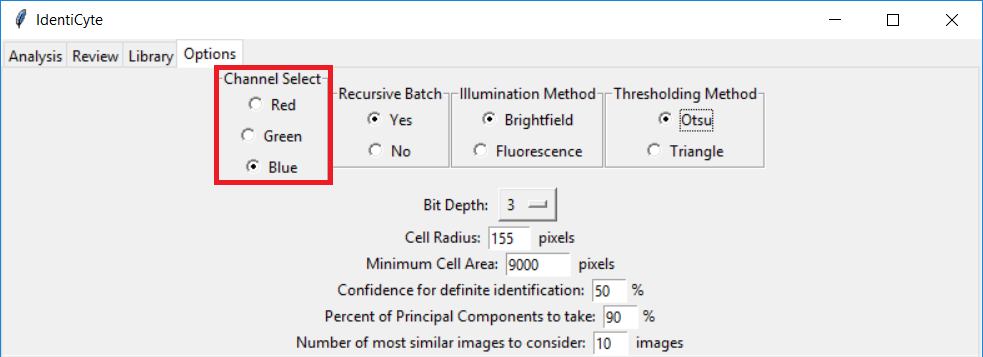 IdentiCyte
Analysis Review Library Options
Channel Select
Red
Green
Blue
Recursive Batch
Yes
No
Illumination Method
Brightfield
Fluorescence
Thresholding Method
Otsu
Triangle
Bit Depth: 3
Cell Radius: 155 pixels
Minimum Cell Area: 9000 pixels
Confidence for definite identification: 50 %
Percent of Principal Components to take: 90 %
Number of most similar images to consider: 10 images